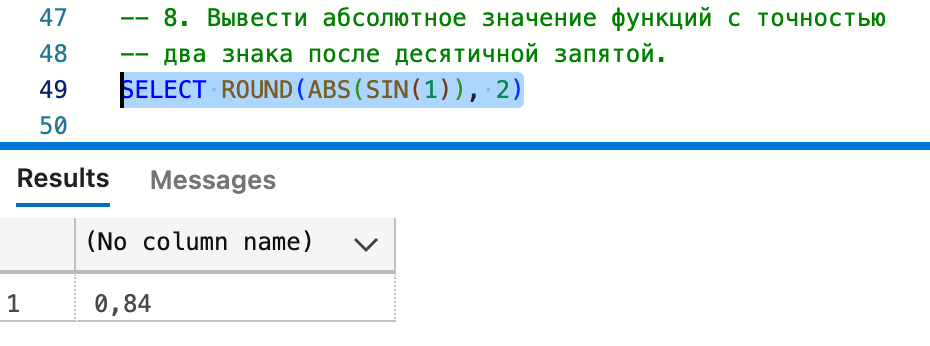 47 -- 8. Вывести абсолютное значение функций с точностью
48 -- два знака после десятичной запятой.
49 SELECT ROUND(ABS(SIN(1)), 2)
50
Results Messages
(No column name)
1 0,84